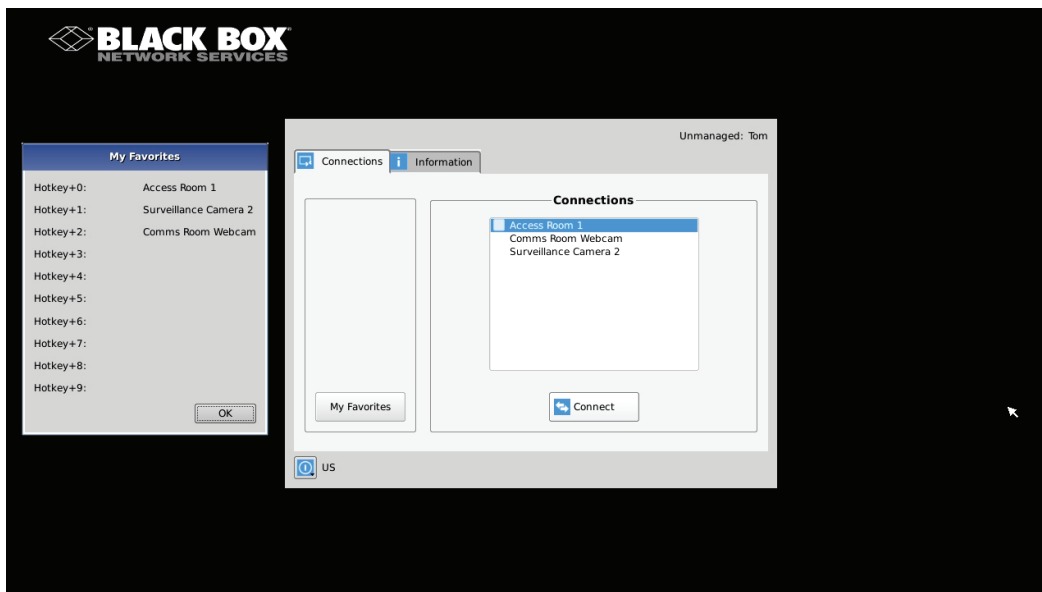 BLACK BOX
NETWORK SERVICES
My Favorites
Hotkey+0: Access Room 1
Hotkey+1: Surveillance Camera 2
Hotkey+2: Comms Room Webcam
Hotkey+3:
Hotkey+4:
Hotkey+5:
Hotkey+6:
Hotkey+7:
Hotkey+8:
Hotkey+9:
OK
Unmanaged: Tom
Connections i Information
Connections
Access Room 1
Comms Room Webcam
Surveillance Camera 2
My Favorites
Connect
US